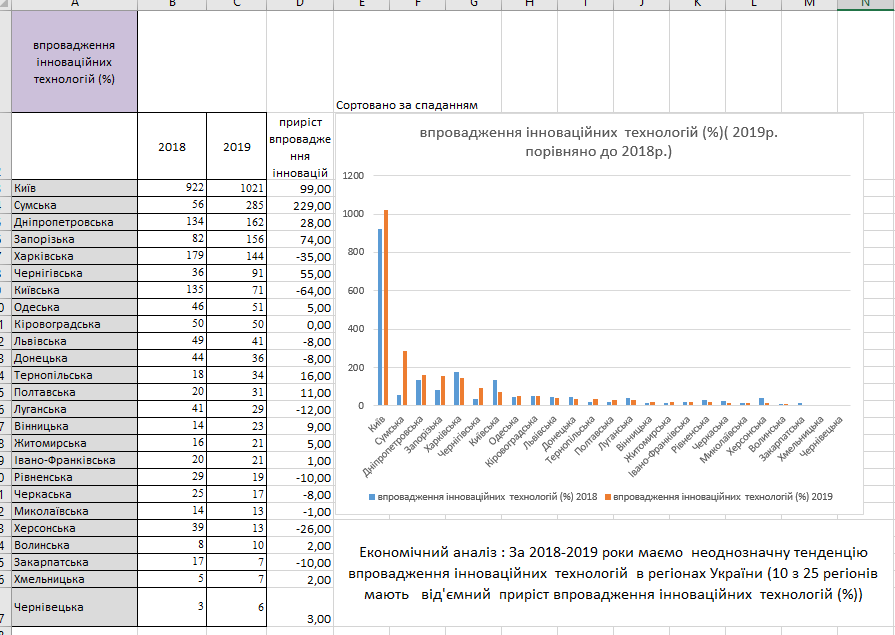 A B C D E F G H I J K L M N
впровадження
інноваційних
технологій (%)
Сортовано за спаданням
2018 2019 приріст
впровадже
ння
інновацій
Київ 922 1021 99,00
Сумська 56 285 229,00
Дніпропетровська 134 162 28,00
Запорізька 82 156 74,00
Харківська 179 144 -35,00
Чернігівська 36 91 55,00
Київська 135 71 -64,00
Одеська 46 51 5,00
Кіровоградська 50 50 0,00
Львівська 49 41 -8,00
Донецька 44 36 -8,00
Тернопільська 18 34 16,00
Полтавська 20 31 11,00
Луганська 41 29 -12,00
Вінницька 14 23 9,00
Житомирська 16 21 5,00
Івано-Франківська 20 21 1,00
Рівненська 29 19 -10,00
Черкаська 25 17 -8,00
Миколаївська 14 13 -1,00
Херсонська 39 13 -26,00
Волинська 8 10 2,00
Закарпатська 17 7 -10,00
Хмельницька 5 7 2,00
Чернівецька 3 6 3,00
впровадження інноваційних технологій (%)( 2019р.
порівняно до 2018р.)
1200
1000
800
600
400
200
0
Київ
Сумська
Дніпропетровська
Запорізька
Харківська
Чернігівська
Київська
Одеська
Кіровоградська
Львівська
Донецька
Тернопільська
Полтавська
Луганська
Вінницька
Житомирська
Івано-Франківська
Рівненська
Черкаська
Миколаївська
Херсонська
Волинська
Закарпатська
Хмельницька
Чернівецька
впровадження інноваційних технологій (%) 2018 впровадження інноваційних технологій (%) 2019
Економічний аналіз : За 2018-2019 роки маємо неоднозначну тенденцію
впровадження інноваційних технологій в регіонах України (10 з 25 регіонів
мають від'ємний приріст впровадження інноваційних технологій (%))